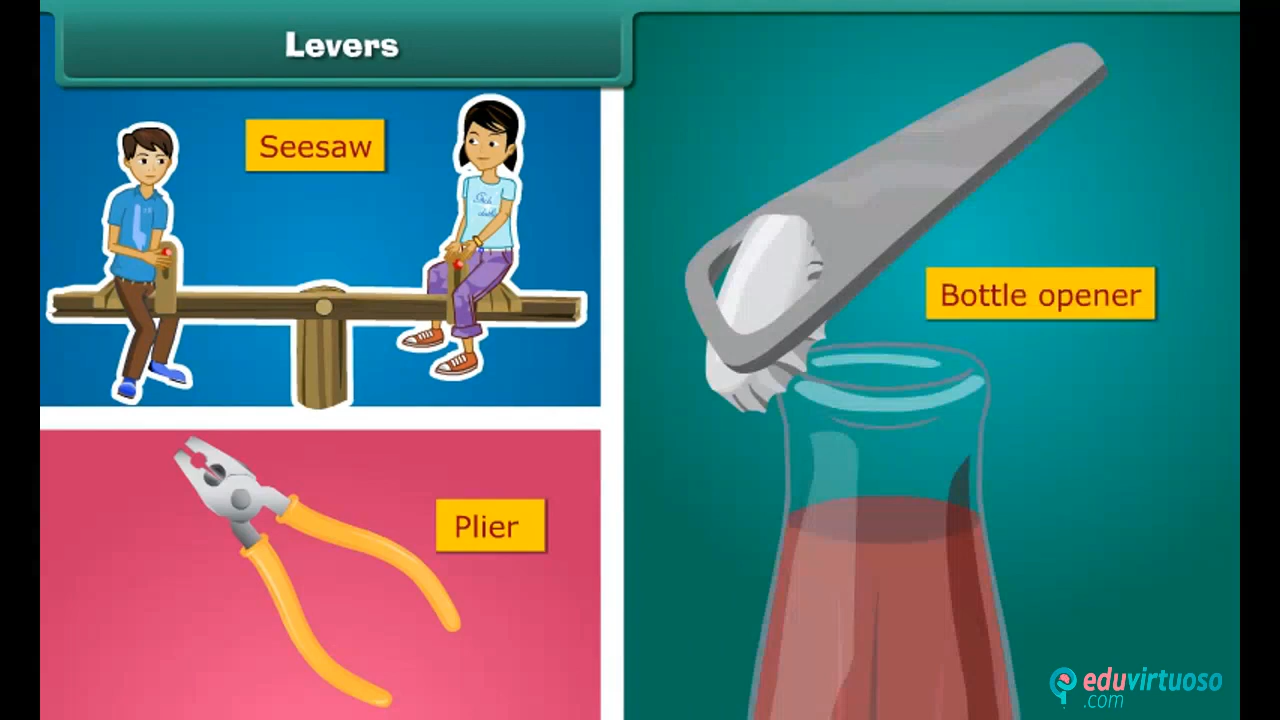 Levers
Seesaw
Bottle opener
Plier
eduvirtuoso
.com